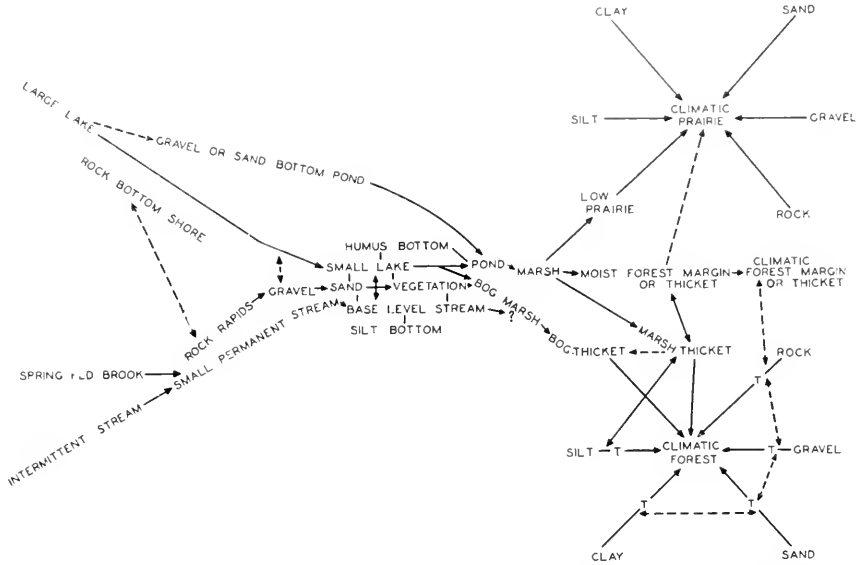 CLAY
SAND
CLIMATIC
PRAIRIE
SILT
GRAVEL
LARGE LAKE
GRAVEL OR SAND BOTTOM POND
ROCK BOTTOM SHORE
LOW
PRAIRIE
ROCK
HUMUS BOTTOM
SMALL LAKE
POND
MARSH
MOIST FOREST MARGIN
OR THICKET
CLIMATIC
FOREST MARGIN
OR THICKET
GRAVEL
SAND
VEGETATION
BOG MARSH
BASE LEVEL STREAM
?
SILT BOTTOM
ROCK RAPIDS
SMALL PERMANENT STREAM
SPRING FED BROOK
INTERMITTENT STREAM
BOG THICKET
MARSH THICKET
ROCK
T
SILT
T
CLIMATIC
FOREST
T
GRAVEL
T
T
CLAY
SAND